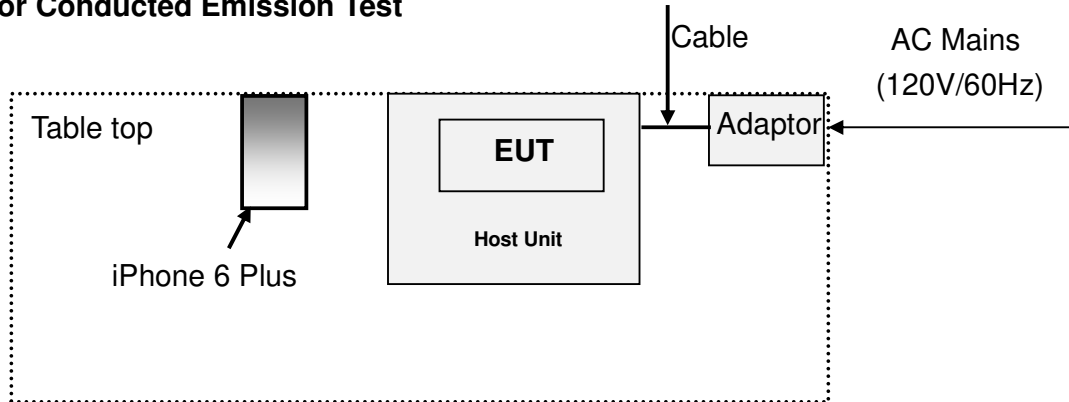 or Conducted Emission Test
Cable
AC Mains
(120V/60Hz)
Table top
EUT
Adaptor
Host Unit
iPhone 6 Plus